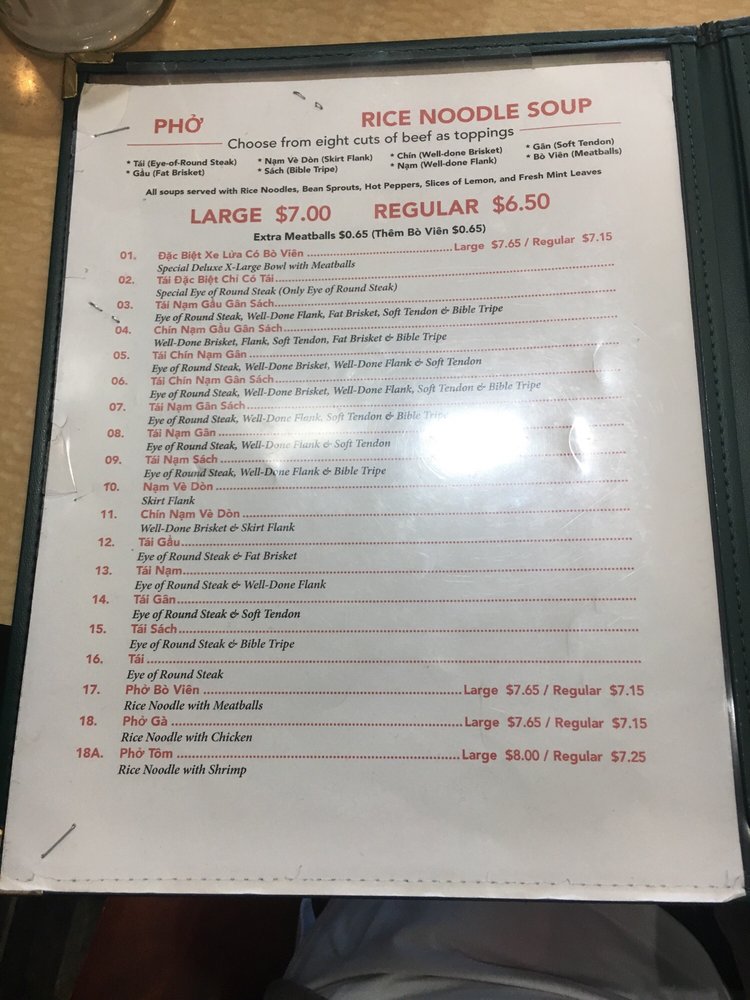 PHỞ RICE NOODLE SOUP
Choose from eight cuts of beef as toppings
* Tái (Eye-of-Round Steak) * Nạm Vè Dòn (Skirt Flank) * Chín (Well-done Brisket) * Gân (Soft Tendon)
* Gầu (Fat Brisket) * Sách (Bible Tripe) * Nạm (Well-done Flank) * Bò Viên (Meatballs)
All soups served with Rice Noodles, Bean Sprouts, Hot Peppers, Slices of Lemon, and Fresh Mint Leaves
LARGE $7.00 REGULAR $6.50
Extra Meatballs $0.65 (Thêm Bò Viên $0.65)
01. Đặc Biệt Xe Lửa Có Bò Viên Large $7.65 / Regular $7.15
Special Deluxe X-Large Bowl with Meatballs
02. Tái Đặc Biệt Chỉ Có Tái
Special Eye of Round Steak (Only Eye of Round Steak)
03. Tái Nạm Gầu Gân Sách
Eye of Round Steak, Well-Done Flank, Fat Brisket, Soft Tendon & Bible Tripe
04. Chín Nạm Gầu Gân Sách
Well-Done Brisket, Flank, Soft Tendon, Fat Brisket & Bible Tripe
05. Tái Chín Nạm Gân
Eye of Round Steak, Well-Done Brisket, Well-Done Flank & Soft Tendon
06. Tái Chín Nạm Gân Sách
Eye of Round Steak, Well-Done Brisket, Well-Done Flank, Soft Tendon & Bible Tripe
07. Tái Nạm Gân Sách
Eye of Round Steak, Well-Done Flank, Soft Tendon & Bible Tripe
08. Tái Nạm Gân
Eye of Round Steak, Well-Done Flank & Soft Tendon
09. Tái Nạm Sách
Eye of Round Steak, Well-Done Flank & Bible Tripe
10. Nạm Vè Dòn
Skirt Flank
11. Chín Nạm Vè Dòn
Well-Done Brisket & Skirt Flank
12. Tái Gầu
Eye of Round Steak & Fat Brisket
13. Tái Nạm
Eye of Round Steak & Well-Done Flank
14. Tái Gân
Eye of Round Steak & Soft Tendon
15. Tái Sách
Eye of Round Steak & Bible Tripe
16. Tái
Eye of Round Steak
17. Phở Bò Viên Large $7.65 / Regular $7.15
Rice Noodle with Meatballs
18. Phở Gà Large $7.65 / Regular $7.15
Rice Noodle with Chicken
18A. Phở Tôm Large $8.00 / Regular $7.25
Rice Noodle with Shrimp